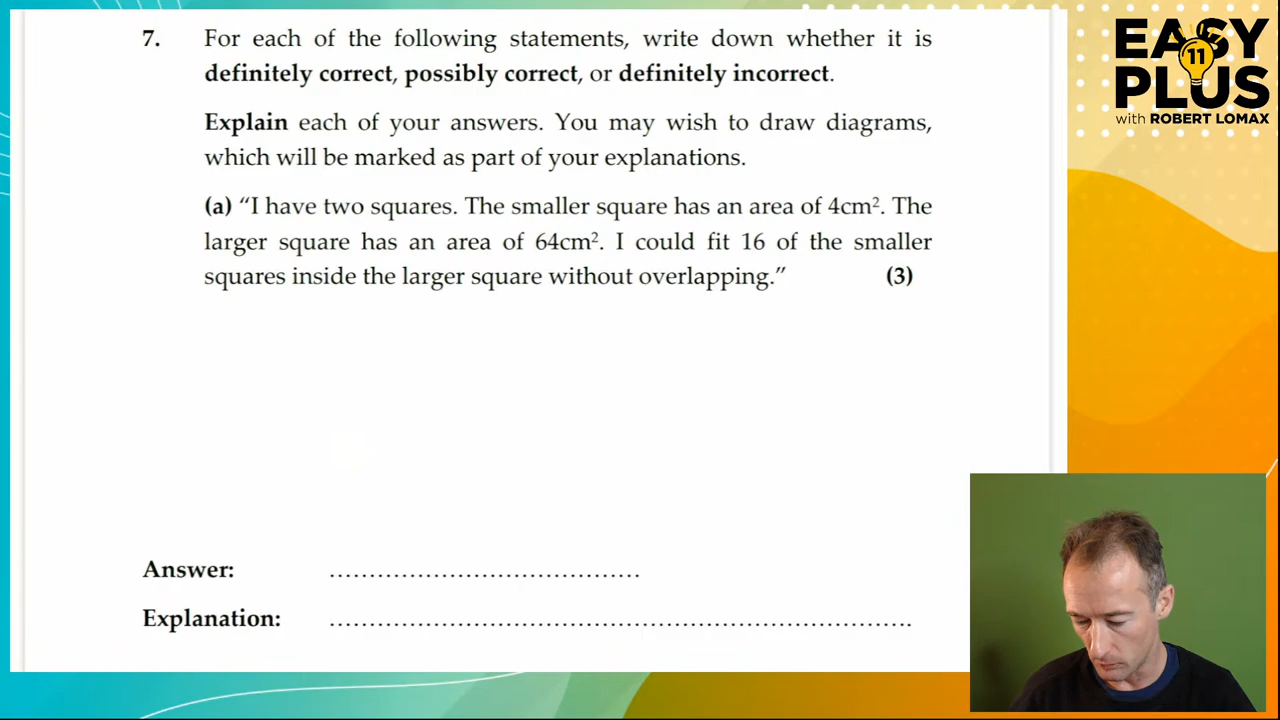 7. For each of the following statements, write down whether it is
definitely correct, possibly correct, or definitely incorrect.
Explain each of your answers. You may wish to draw diagrams,
which will be marked as part of your explanations.
(a) “I have two squares. The smaller square has an area of 4cm². The
larger square has an area of 64cm². I could fit 16 of the smaller
squares inside the larger square without overlapping.” (3)
Answer: .......................................
Explanation: .........................................................................
EASY
11
PLUS
with ROBERT LOMAX